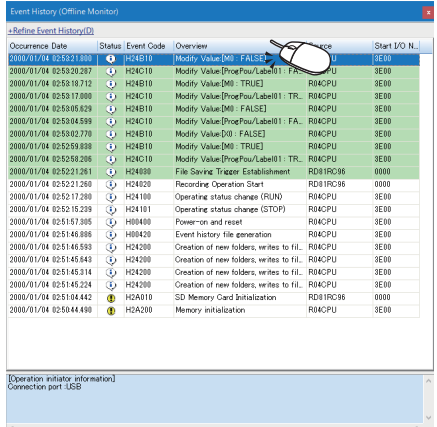 Event History (Offline Monitor)
+Refine Event History(D)
Occurrence Date Status Event Code Overview Source Start I/O N...
2000/01/04 02:53:21.880 H24B10 Modify Value:[M0 : FALSE] R04CPU 3E00
2000/01/04 02:53:20.287 H24C10 Modify Value:[ProgPou/Label01 : FA... R04CPU 3E00
2000/01/04 02:53:18.712 H24B10 Modify Value:[M0 : TRUE] R04CPU 3E00
2000/01/04 02:53:17.080 H24C10 Modify Value:[ProgPou/Label01 : TR... R04CPU 3E00
2000/01/04 02:53:05.629 H24B10 Modify Value:[M0 : FALSE] R04CPU 3E00
2000/01/04 02:53:04.599 H24C10 Modify Value:[ProgPou/Label01 : FA... R04CPU 3E00
2000/01/04 02:53:02.770 H24B10 Modify Value:[X0 : FALSE] R04CPU 3E00
2000/01/04 02:52:59.838 H24B10 Modify Value:[M0 : TRUE] R04CPU 3E00
2000/01/04 02:52:58.206 H24C10 Modify Value:[ProgPou/Label01 : TR... R04CPU 3E00
2000/01/04 02:52:21.261 H24030 File Saving Trigger Establishment RD81RC96 0000
2000/01/04 02:52:21.260 H24020 Recording Operation Start RD81RC96 0000
2000/01/04 02:52:17.280 H24100 Operating status change (RUN) R04CPU 3E00
2000/01/04 02:52:15.239 H24101 Operating status change (STOP) R04CPU 3E00
2000/01/04 02:51:57.305 H00400 Power-on and reset R04CPU 3E00
2000/01/04 02:51:46.886 H00420 Event history file generation R04CPU 3E00
2000/01/04 02:51:46.593 H24200 Creation of new folders, writes to fil... R04CPU 3E00
2000/01/04 02:51:45.643 H24200 Creation of new folders, writes to fil... R04CPU 3E00
2000/01/04 02:51:45.314 H24200 Creation of new folders, writes to fil... R04CPU 3E00
2000/01/04 02:51:45.224 H24200 Creation of new folders, writes to fil... R04CPU 3E00
2000/01/04 02:51:04.442 H2A010 SD Memory Card Initialization RD81RC96 0000
2000/01/04 02:50:44.490 H2A200 Memory initialization R04CPU 3E00
[Operation initiator information]
Connection port :USB